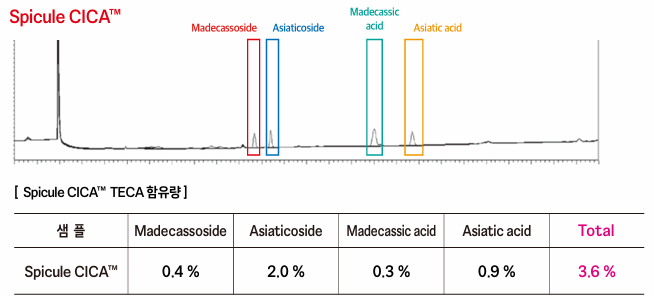 Spicule CICA™
Madecassoside
Asiaticoside
Madecassic
acid
Asiatic acid
[ Spicule CICA™ TECA 함유량 ]
샘 플 Madecassoside Asiaticoside Madecassic acid Asiatic acid Total
Spicule CICA™ 0.4 % 2.0 % 0.3 % 0.9 % 3.6 %